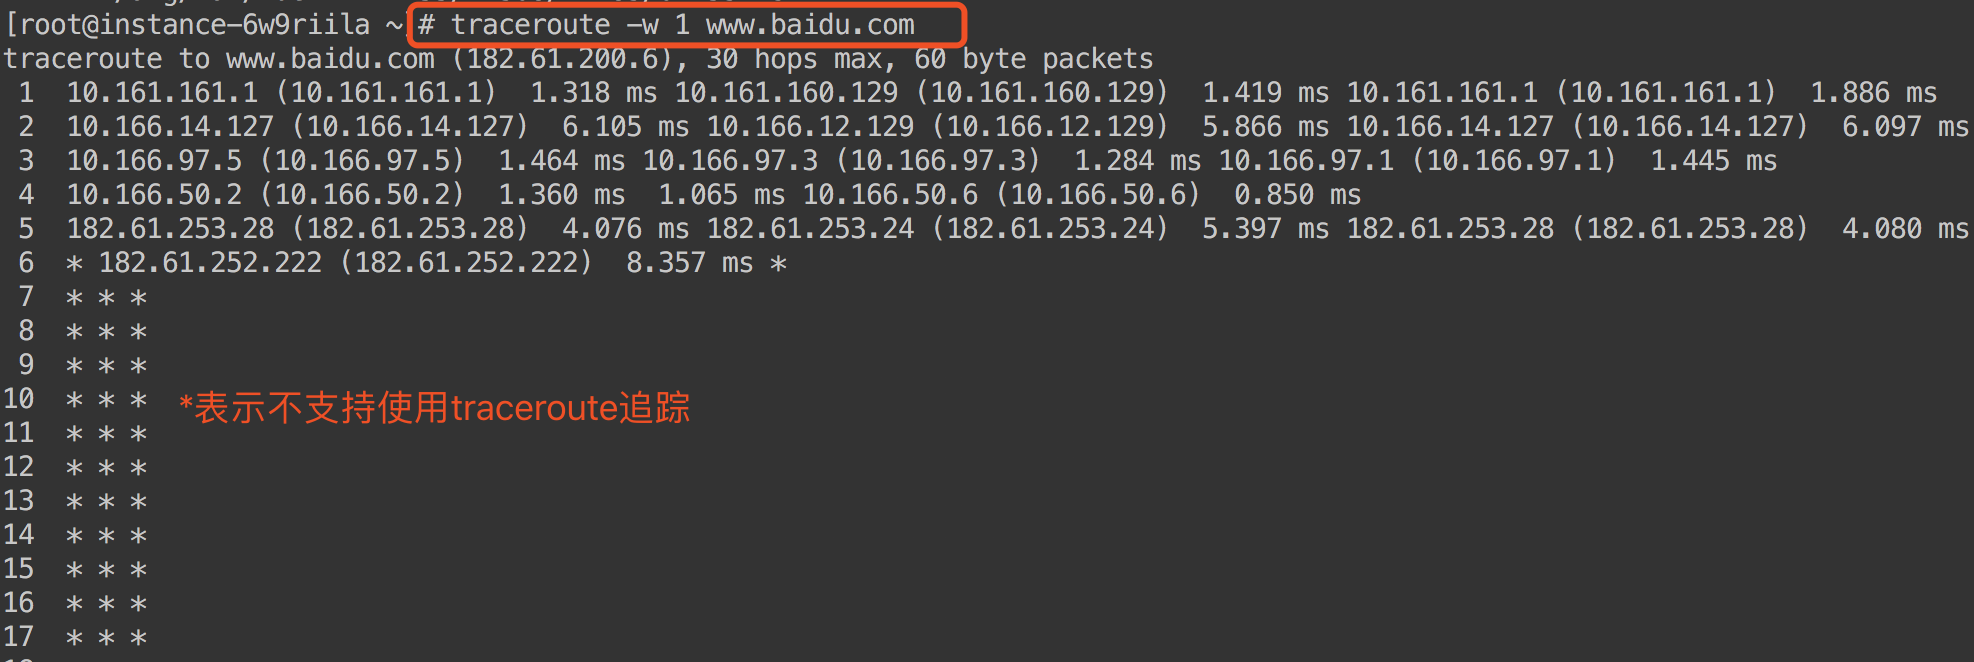 [root@instance-6w9riila ~]# traceroute -w 1 www.baidu.com
traceroute to www.baidu.com (182.61.200.6), 30 hops max, 60 byte packets
1 10.161.161.1 (10.161.161.1) 1.318 ms 10.161.160.129 (10.161.160.129) 1.419 ms 10.161.161.1 (10.161.161.1) 1.886 ms
2 10.166.14.127 (10.166.14.127) 6.105 ms 10.166.12.129 (10.166.12.129) 5.866 ms 10.166.14.127 (10.166.14.127) 6.097 ms
3 10.166.97.5 (10.166.97.5) 1.464 ms 10.166.97.3 (10.166.97.3) 1.284 ms 10.166.97.1 (10.166.97.1) 1.445 ms
4 10.166.50.2 (10.166.50.2) 1.360 ms 1.065 ms 10.166.50.6 (10.166.50.6) 0.850 ms
5 182.61.253.28 (182.61.253.28) 4.076 ms 182.61.253.24 (182.61.253.24) 5.397 ms 182.61.253.28 (182.61.253.28) 4.080 ms
6 * 182.61.252.222 (182.61.252.222) 8.357 ms *
7 * * *
8 * * *
9 * * *
10 * * *
*表示不支持使用traceroute追踪
11 * * *
12 * * *
13 * * *
14 * * *
15 * * *
16 * * *
17 * * *